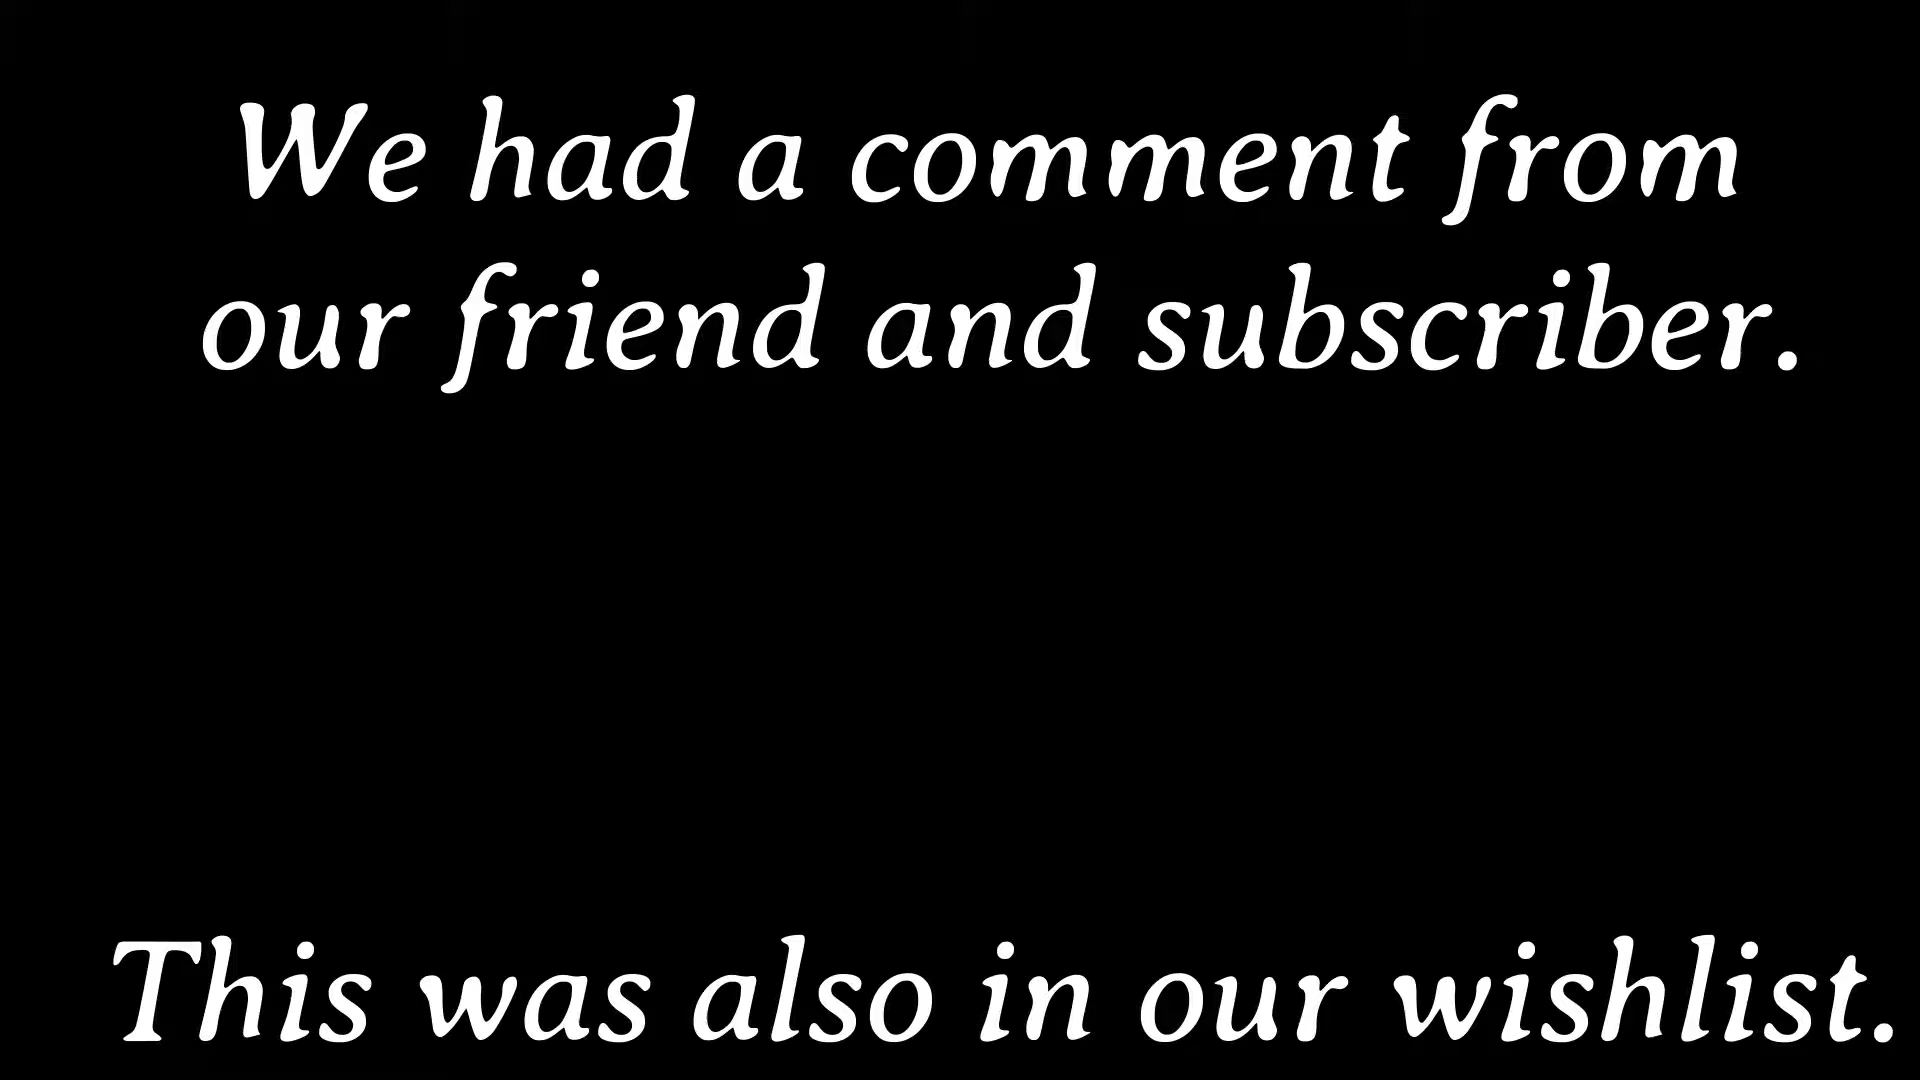 We had a comment from
our friend and subscriber.
This was also in our wishlist.